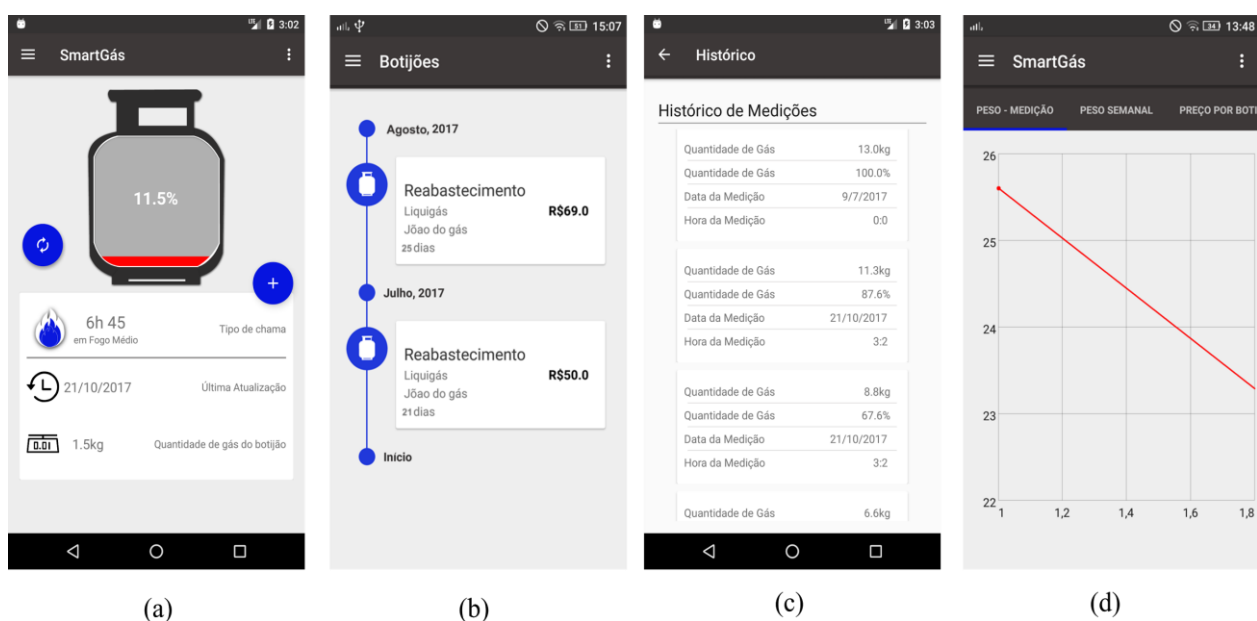 3:02
SmartGás
11.5%
6h 45
em Fogo Médio
Tipo de chama
21/10/2017
Última Atualização
0.01
1.5kg
Quantidade de gás do botijão
(a)
51 15:07
Botijões
Agosto, 2017
Reabastecimento
Liquigás R$69.0
Jõao do gás
25 dias
Julho, 2017
Reabastecimento
Liquigás R$50.0
Jõao do gás
21 dias
Início
(b)
3:03
Histórico
Histórico de Medições
Quantidade de Gás 13.0kg
Quantidade de Gás 100.0%
Data da Medição 9/7/2017
Hora da Medição 0:0
Quantidade de Gás 11.3kg
Quantidade de Gás 87.6%
Data da Medição 21/10/2017
Hora da Medição 3:2
Quantidade de Gás 8.8kg
Quantidade de Gás 67.6%
Data da Medição 21/10/2017
Hora da Medição 3:2
Quantidade de Gás 6.6kg
(c)
34 13:48
SmartGás
PESO - MEDIÇÃO PESO SEMANAL PREÇO POR BOTI
26
25
24
23
22
1 1,2 1,4 1,6 1,8
(d)